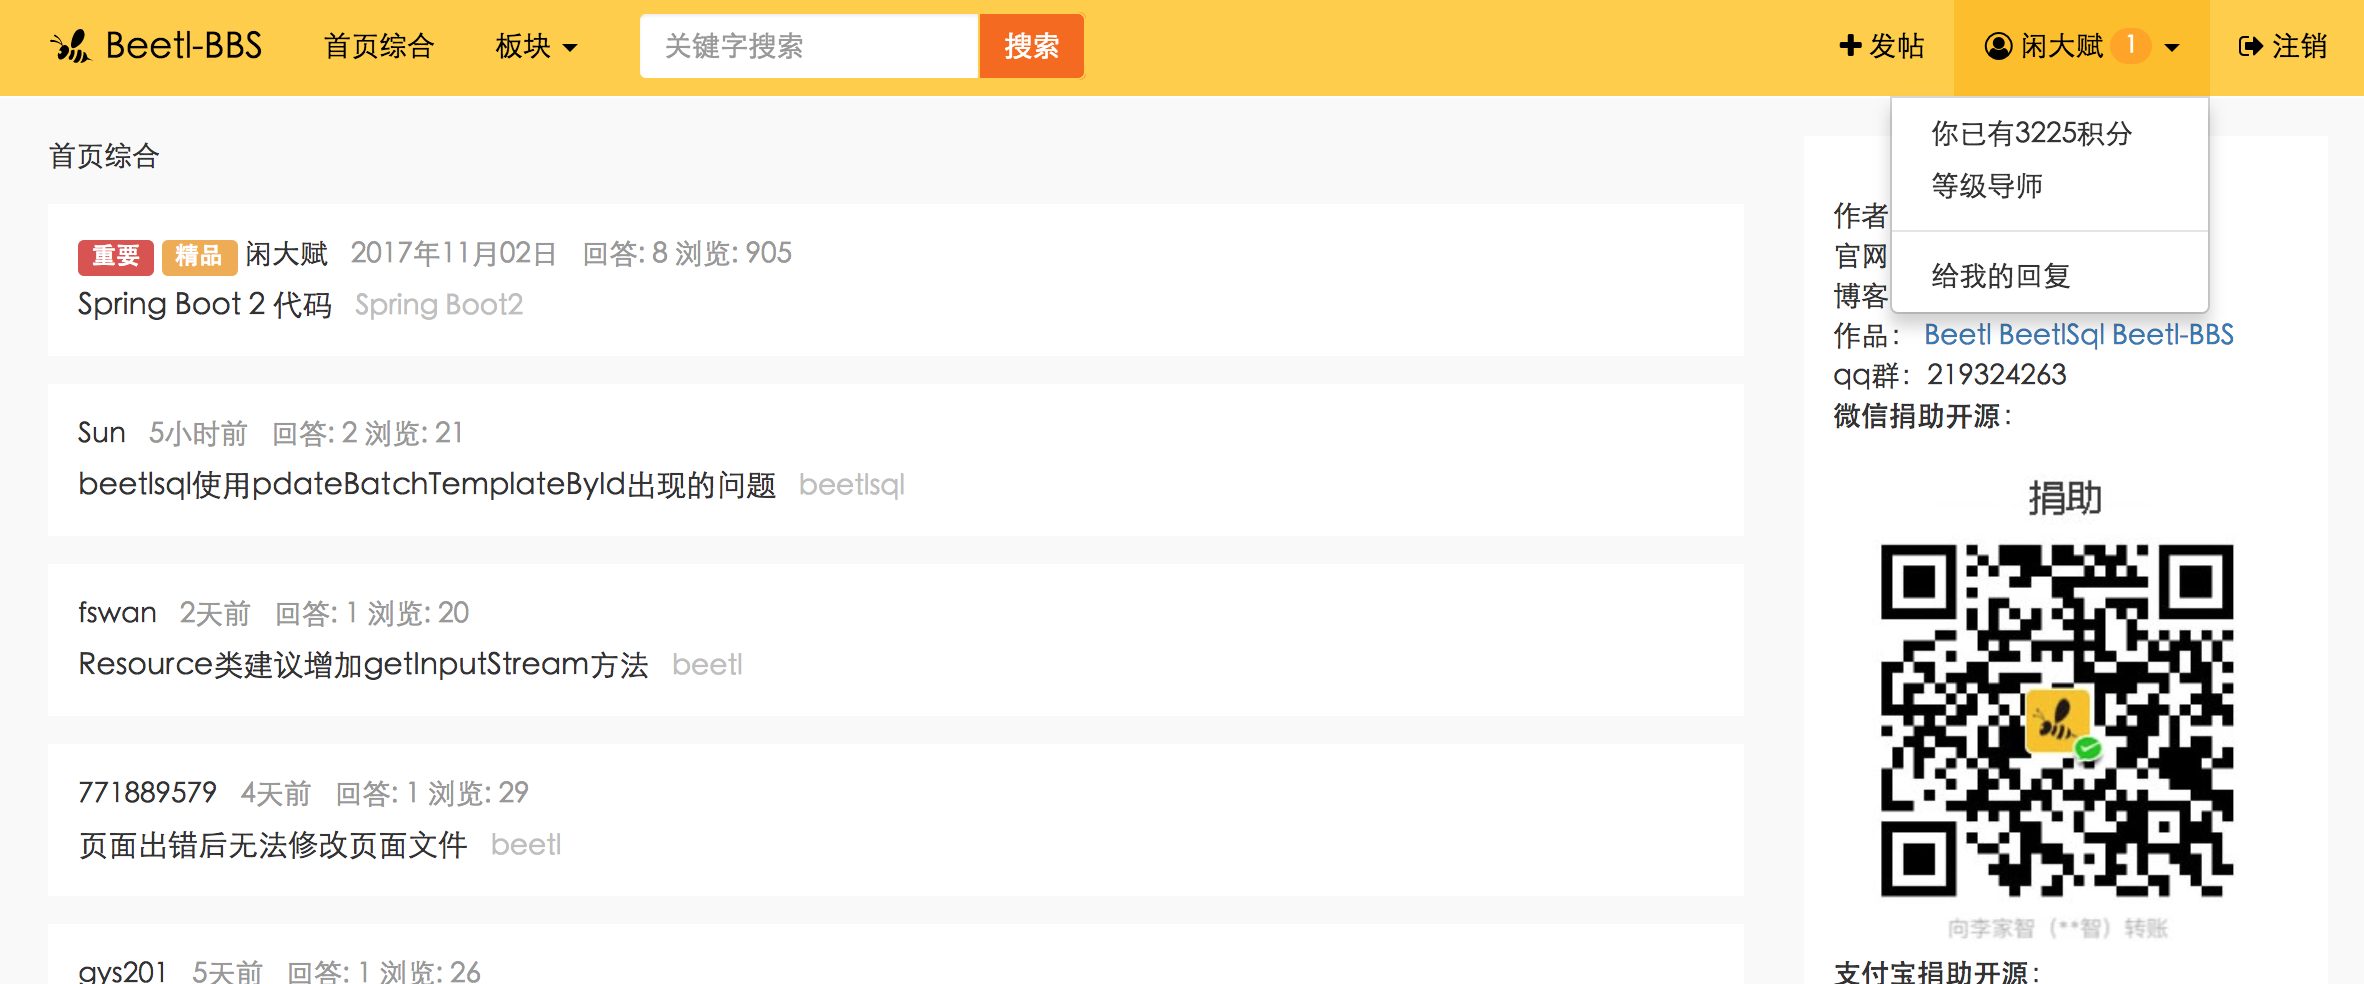 Beetl-BBS 首页综合 板块 关键字搜索 搜索 发帖 闲大赋 1 注销
你已有3225积分
等级导师
给我的回复
首页综合
重要 精品 闲大赋 2017年11月02日 回答: 8 浏览: 905
Spring Boot 2 代码 Spring Boot2
Sun 5小时前 回答: 2 浏览: 21
beetlsql使用pdateBatchTemplateById出现的问题 beetlsql
fswan 2天前 回答: 1 浏览: 20
Resource类建议增加getInputStream方法 beetl
771889579 4天前 回答: 1 浏览: 29
页面出错后无法修改页面文件 beetl
gys201 5天前 回答: 1 浏览: 26
作者
官网
博客
作品： Beetl BeetlSql Beetl-BBS
qq群：219324263
微信捐助开源：
捐助
向李家智（**智）转账
支付宝捐助开源：